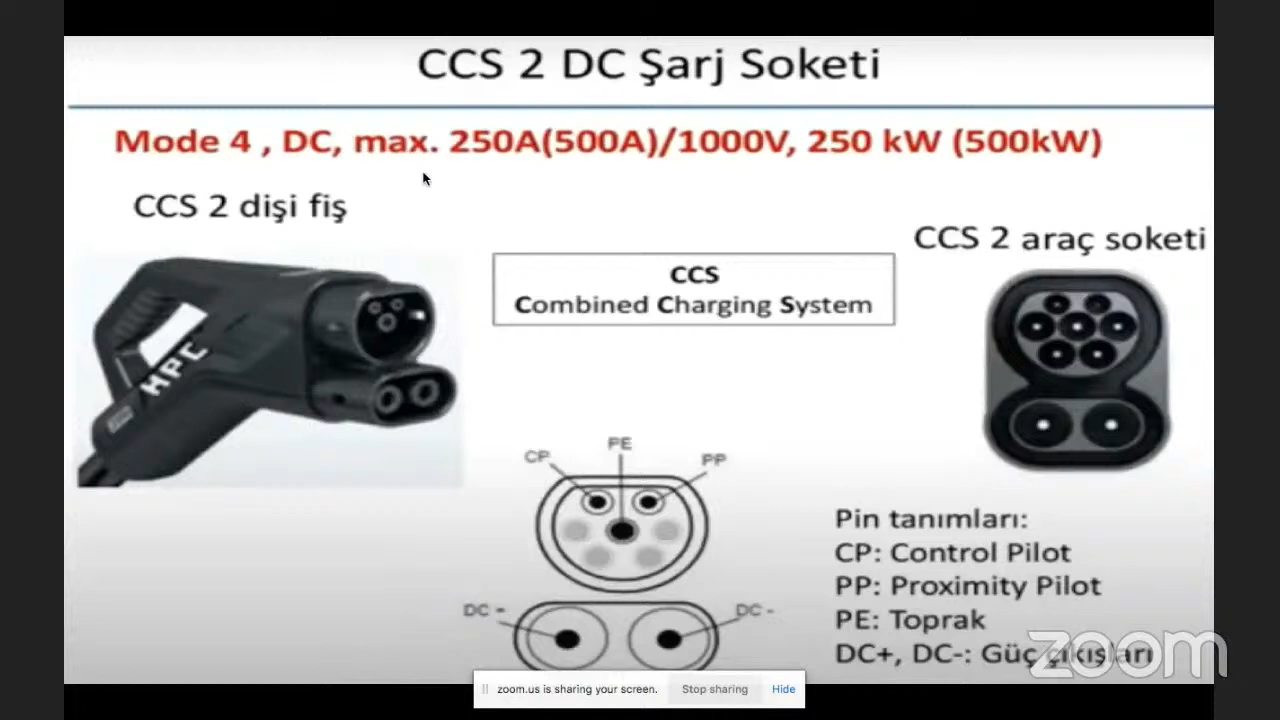 CCS 2 DC Şarj Soketi
Mode 4 , DC, max. 250A(500A)/1000V, 250 kW (500kW)
CCS 2 dişi fiş
CCS 2 araç soketi
CCS
Combined Charging System
HPC
CP
PE
PP
DC -
DC -
Pin tanımları:
CP: Control Pilot
PP: Proximity Pilot
PE: Toprak
DC+, DC-: Güç çıkışları
zoom
zoom.us is sharing your screen.
Stop sharing
Hide